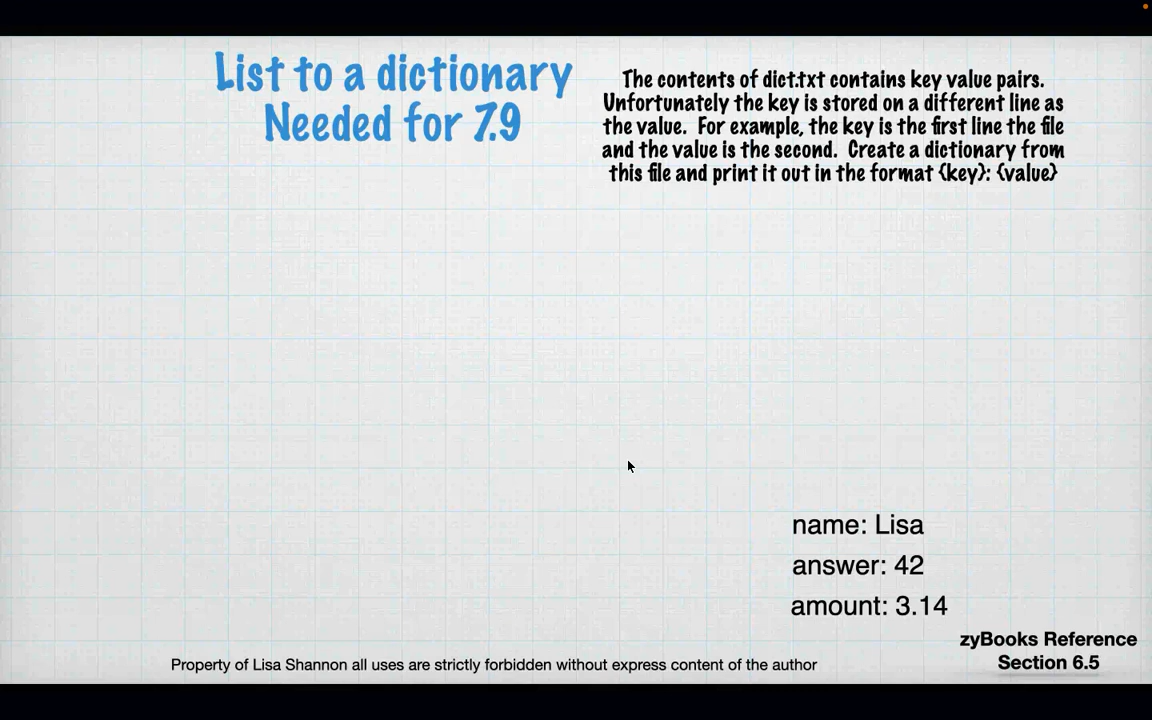 List to a dictionary
Needed for 7.9
The contents of dict.txt contains key value pairs.
Unfortunately the key is stored on a different line as
the value. For example, the key is the first line the file
and the value is the second. Create a dictionary from
this file and print it out in the format {key}: {value}
name: Lisa
answer: 42
amount: 3.14
zyBooks Reference
Section 6.5
Property of Lisa Shannon all uses are strictly forbidden without express content of the author